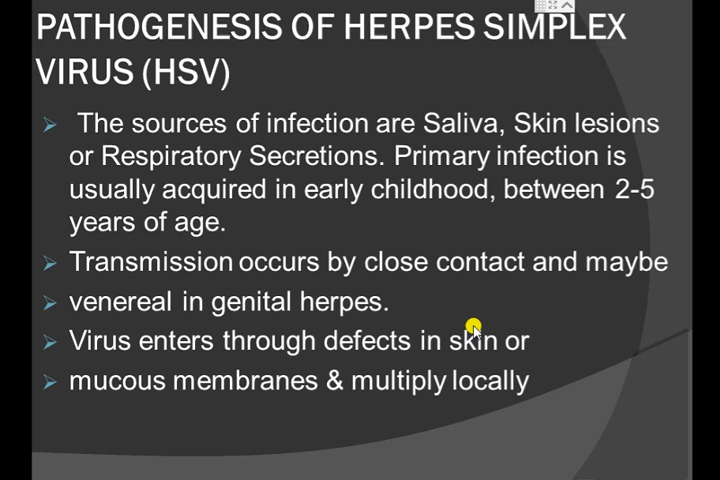 PATHOGENESIS OF HERPES SIMPLEX
VIRUS (HSV)
The sources of infection are Saliva, Skin lesions
or Respiratory Secretions. Primary infection is
usually acquired in early childhood, between 2-5
years of age.
Transmission occurs by close contact and maybe
venereal in genital herpes.
Virus enters through defects in skin or
mucous membranes & multiply locally